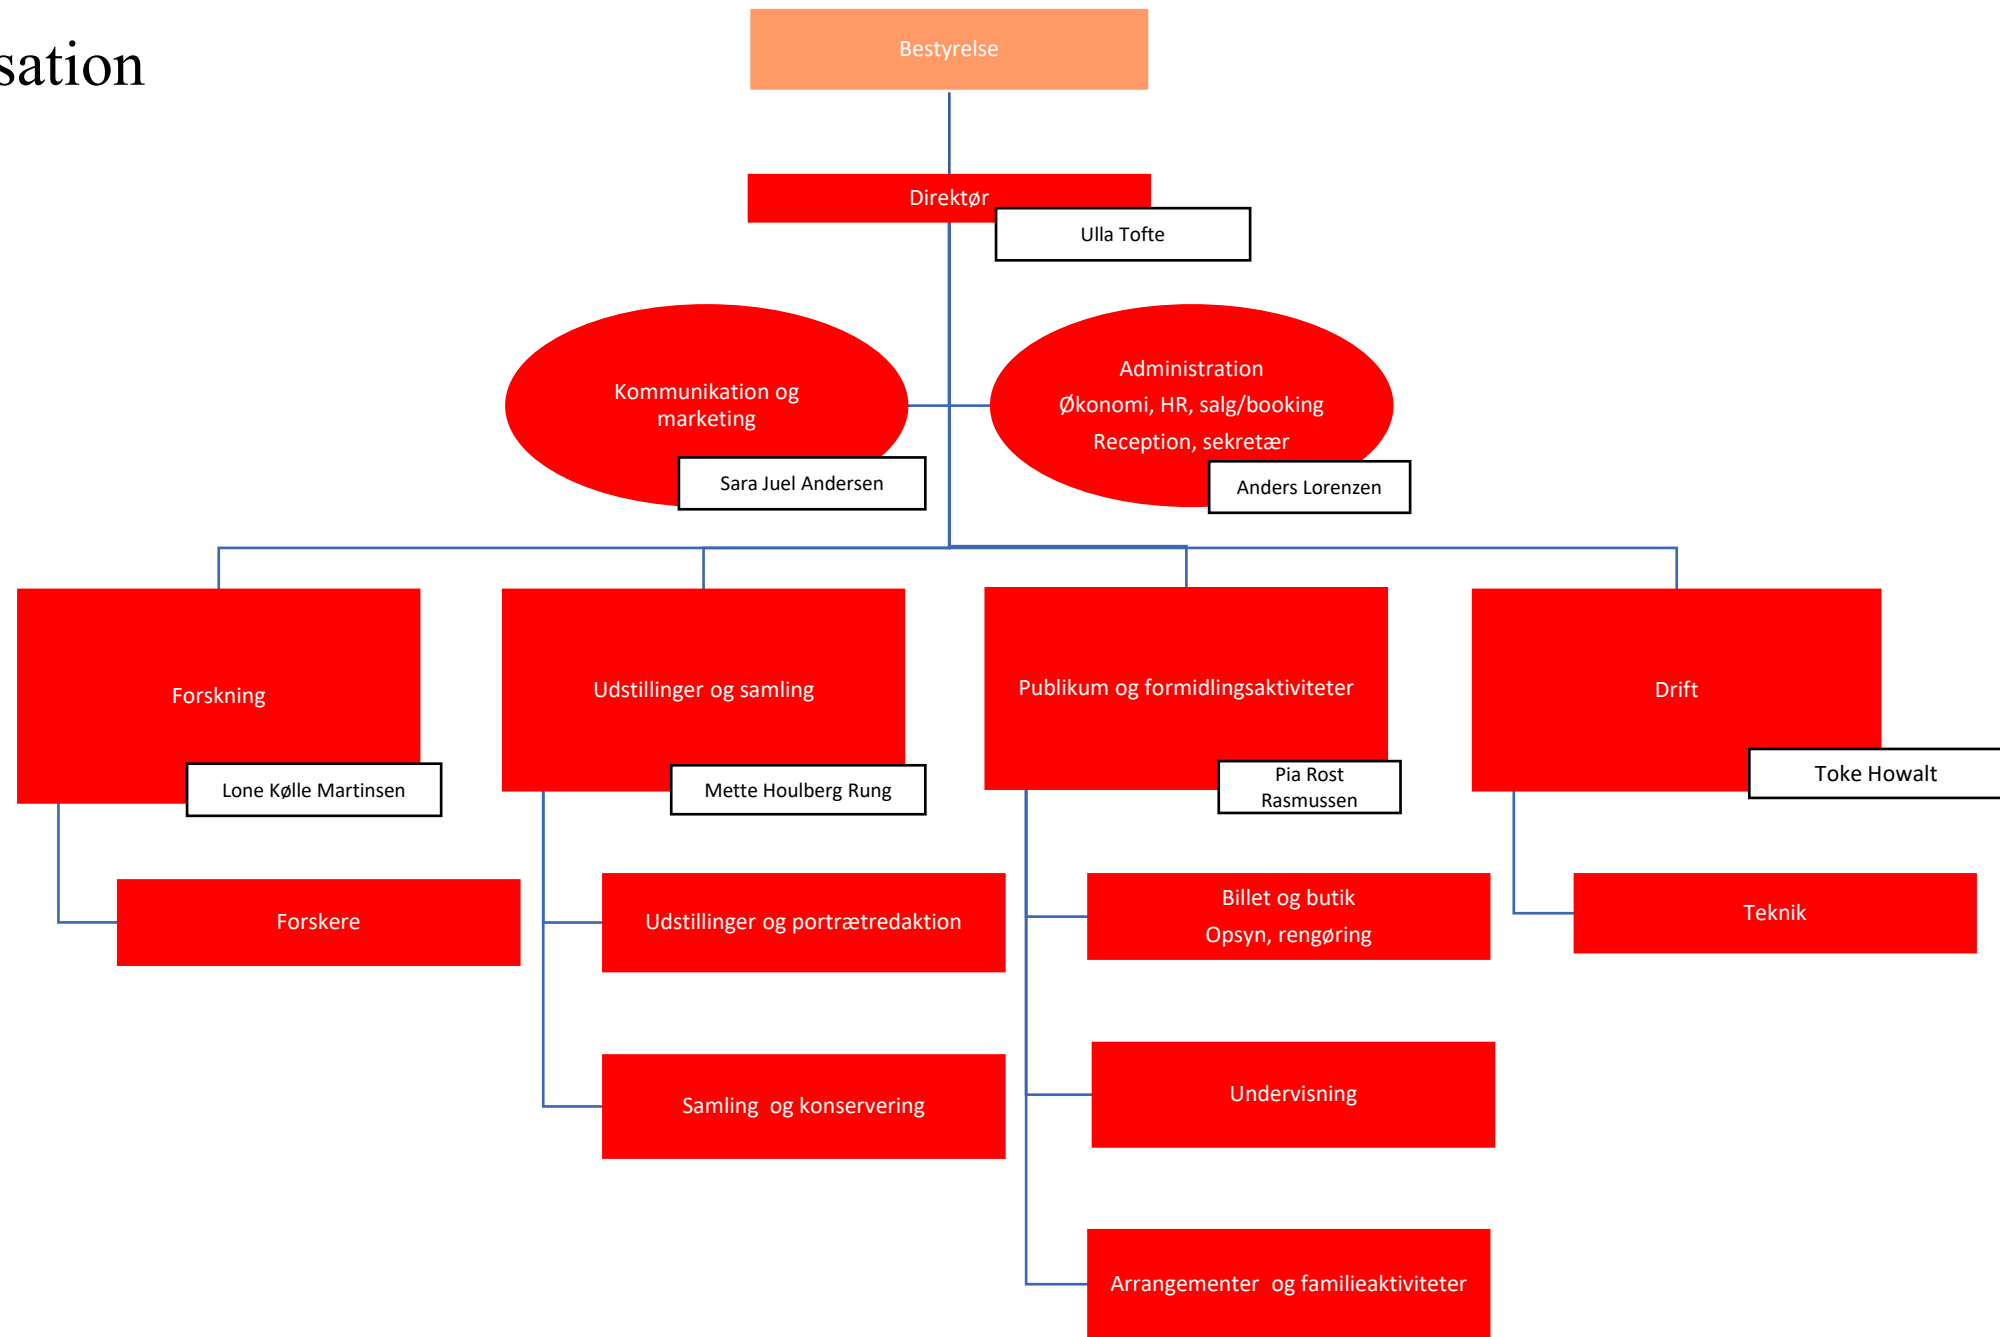 sation
Bestyrelse
Direktør
Ulla Tofte
Kommunikation og
marketing
Sara Juel Andersen
Administration
Økonomi, HR, salg/booking
Reception, sekretær
Anders Lorenzen
Forskning
Lone Kølle Martinsen
Udstillinger og samling
Mette Houlberg Rung
Publikum og formidlingsaktiviteter
Pia Rost
Rasmussen
Drift
Toke Howalt
Forskere
Udstillinger og portrætredaktion
Samling og konservering
Billet og butik
Opsyn, rengøring
Undervisning
Arrangementer og familieaktiviteter
Teknik